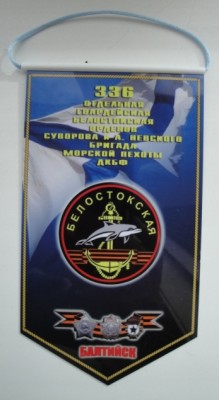 336
ОТДЕЛЬНАЯ
ГВАРДЕЙСКАЯ
БЕЛОСТОКСКАЯ
ОРДЕНОВ
СУВОРОВА И А. НЕВСКОГО
БРИГАДА
МОРСКОЙ ПЕХОТЫ
ДКБФ
БЕЛОСТОКСКАЯ
БАЛТИЙСК